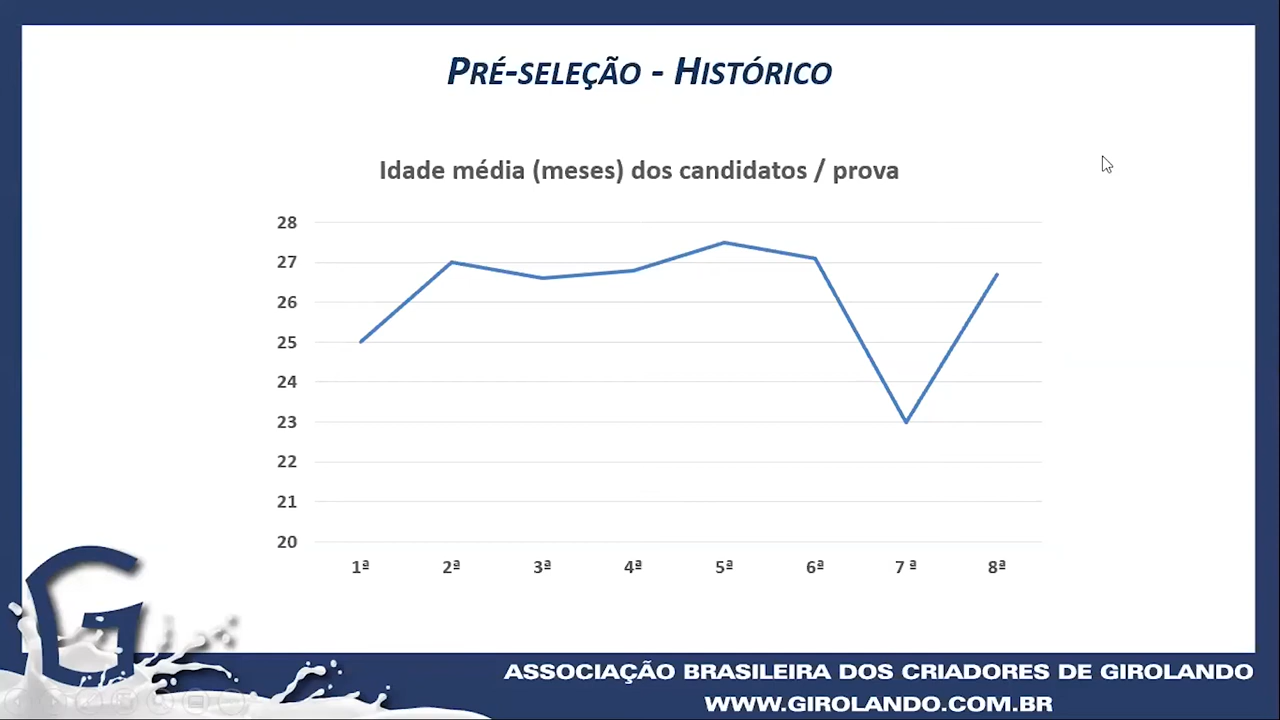 PRÉ-SELEÇÃO - HISTÓRICO
Idade média (meses) dos candidatos / prova
28
27
26
25
24
23
22
21
20
1ª 2ª 3ª 4ª 5ª 6ª 7 ª 8ª
G
ASSOCIAÇÃO BRASILEIRA DOS CRIADORES DE GIROLANDO
WWW.GIROLANDO.COM.BR